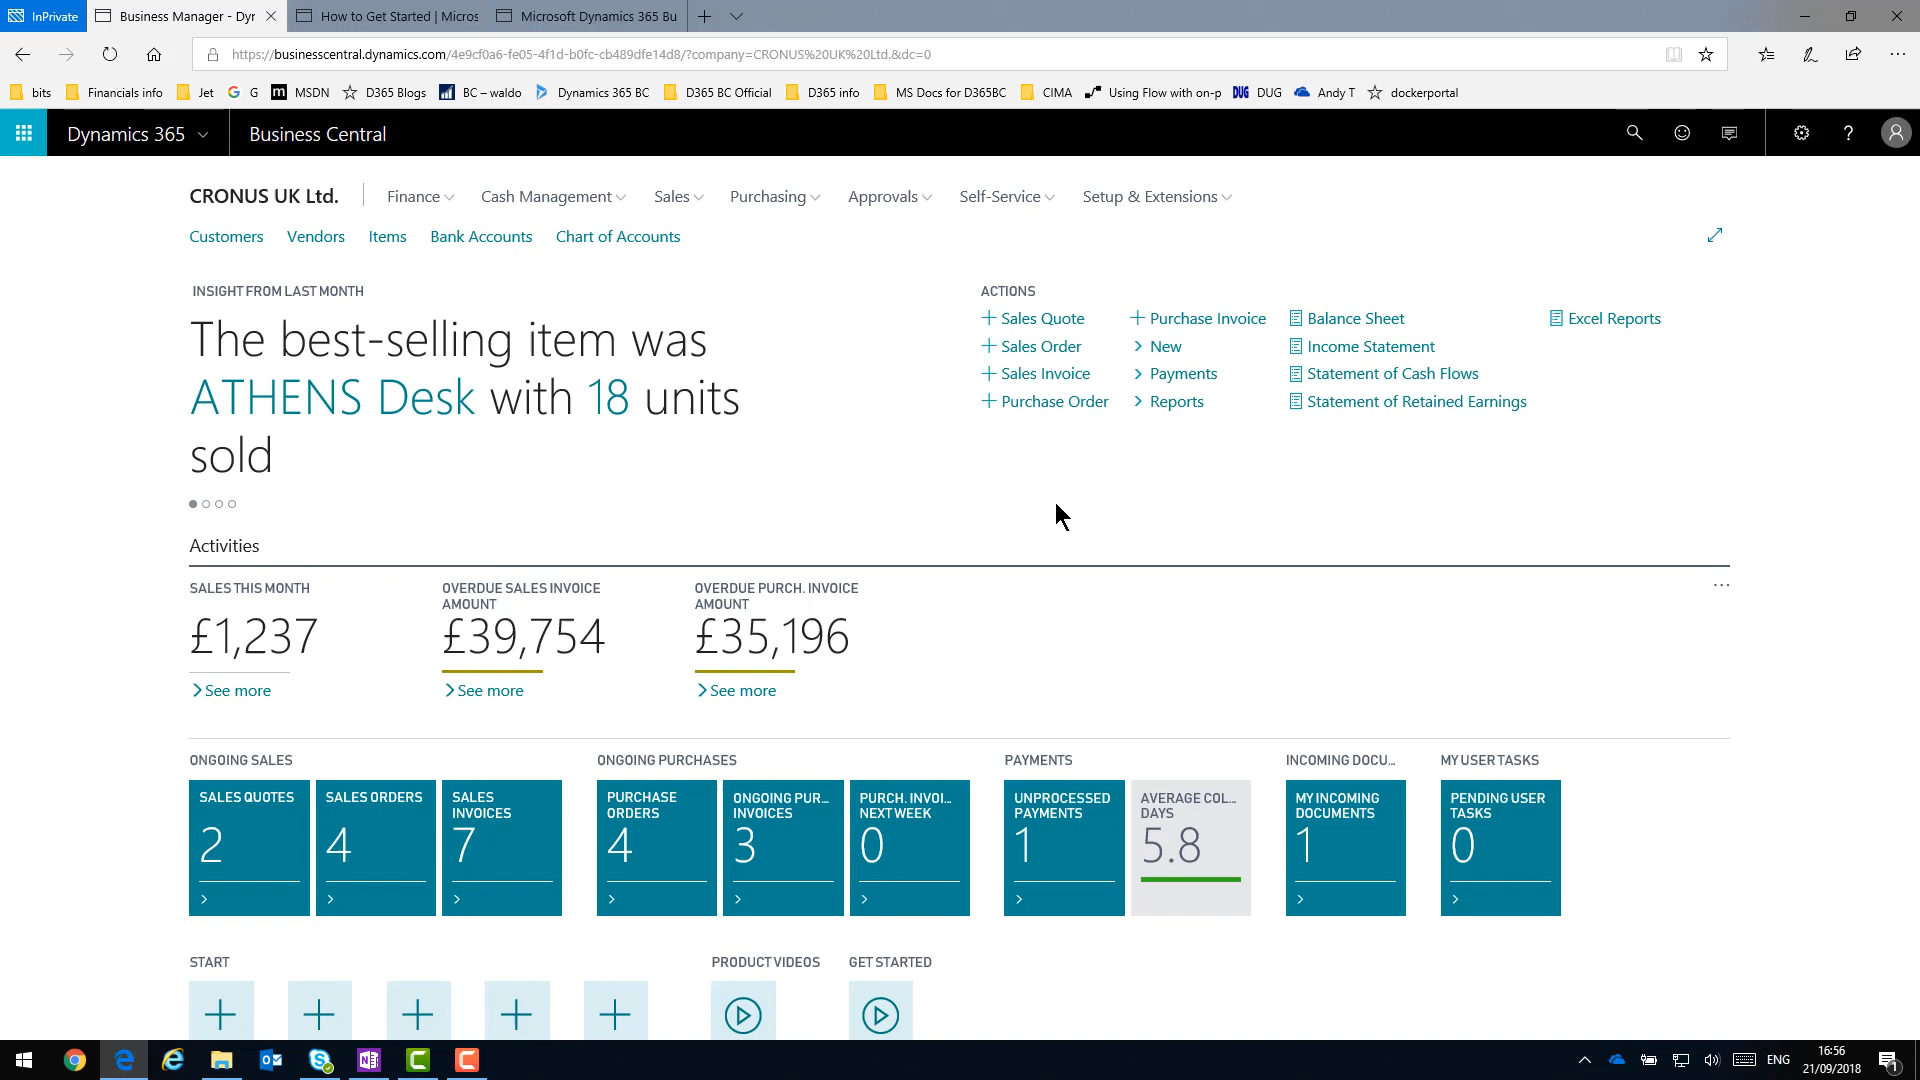 InPrivate
Business Manager - Dyr
How to Get Started | Micros
Microsoft Dynamics 365 Bu
https://businesscentral.dynamics.com/4e9cf0a6-fe05-4f1d-b0fc-cb489dfe14d8/?company=CRONUS%20UK%20Ltd.&dc=0
bits
Financials info
Jet
G
MSDN
D365 Blogs
BC – waldo
Dynamics 365 BC
D365 BC Official
D365 info
MS Docs for D365BC
CIMA
Using Flow with on-p
DUG
DUG
Andy T
dockerportal
Dynamics 365
Business Central
CRONUS UK Ltd.
Finance
Cash Management
Sales
Purchasing
Approvals
Self-Service
Setup & Extensions
Customers
Vendors
Items
Bank Accounts
Chart of Accounts
INSIGHT FROM LAST MONTH
The best-selling item was
ATHENS Desk with 18 units
sold
ACTIONS
Sales Quote
Sales Order
Sales Invoice
Purchase Order
Purchase Invoice
New
Payments
Reports
Balance Sheet
Income Statement
Statement of Cash Flows
Statement of Retained Earnings
Excel Reports
Activities
SALES THIS MONTH
£1,237
See more
OVERDUE SALES INVOICE
AMOUNT
£39,754
See more
OVERDUE PURCH. INVOICE
AMOUNT
£35,196
See more
ONGOING SALES
SALES QUOTES
2
SALES ORDERS
4
SALES
INVOICES
7
ONGOING PURCHASES
PURCHASE
ORDERS
4
ONGOING PUR...
INVOICES
3
PURCH. INVOI...
NEXT WEEK
0
PAYMENTS
UNPROCESSED
PAYMENTS
1
AVERAGE COL...
DAYS
5.8
INCOMING DOCU...
MY INCOMING
DOCUMENTS
1
MY USER TASKS
PENDING USER
TASKS
0
START
PRODUCT VIDEOS
GET STARTED
ENG
16:56
21/09/2018
1